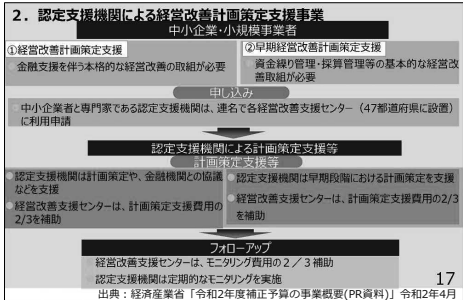 2．認定支援機関による経営改善計画策定支援事業
中小企業・小規模事業者
①経営改善計画策定支援
金融支援を伴う本格的な経営改善の取組が必要
②早期経営改善計画策定支援
資金繰り管理・採算管理等の基本的な経営改
善取組が必要
申し込み
中小企業者と専門家である認定支援機関は、連名で各経営改善支援センター（47都道府県に設置）
に利用申請
認定支援機関による計画策定支援等
計画策定支援等
認定支援機関は計画策定や、金融機関との協議
などを支援
経営改善支援センターは、計画策定支援費用の
2/3を補助
認定支援機関は早期段階における計画策定を支援
経営改善支援センターは、計画策定支援費用の2/3
を補助
フォローアップ
経営改善支援センターは、モニタリング費用の２／３補助
認定支援機関は定期的なモニタリングを実施
17
出典：経済産業省「令和2年度補正予算の事業概要(PR資料)」令和2年4月